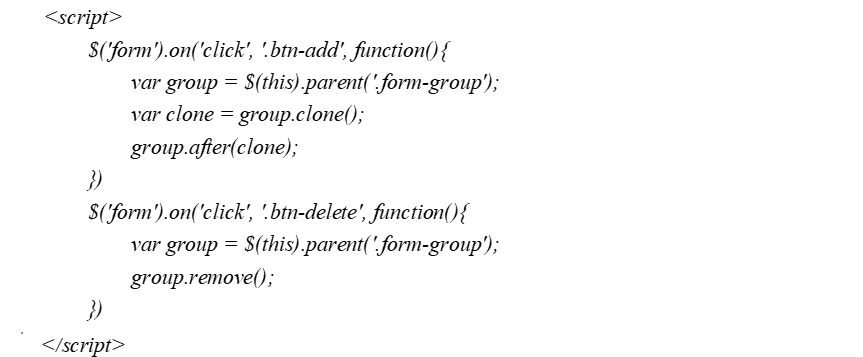 <script>
$('form').on('click', '.btn-add', function(){
var group = $(this).parent('.form-group');
var clone = group.clone();
group.after(clone);
})
$('form').on('click', '.btn-delete', function(){
var group = $(this).parent('.form-group');
group.remove();
})
</script>